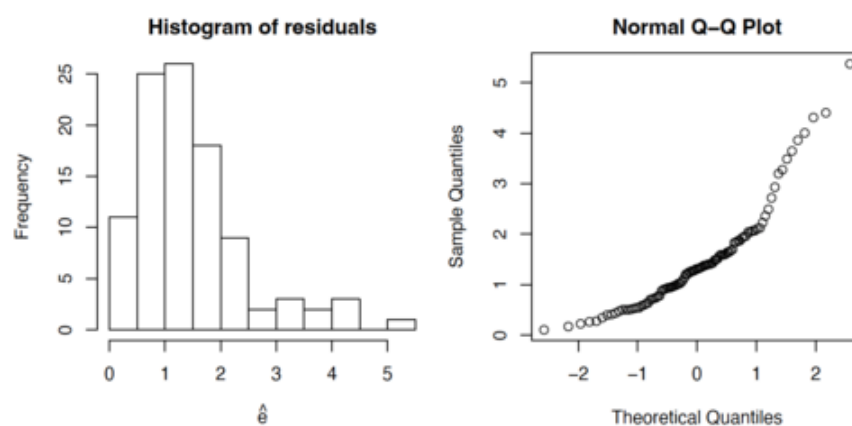 Histogram of residuals
Frequency
0 5 10 15 20 25
0 1 2 3 4 5
ê
Normal Q−Q Plot
Sample Quantiles
0 1 2 3 4 5
−2 −1 0 1 2
Theoretical Quantiles